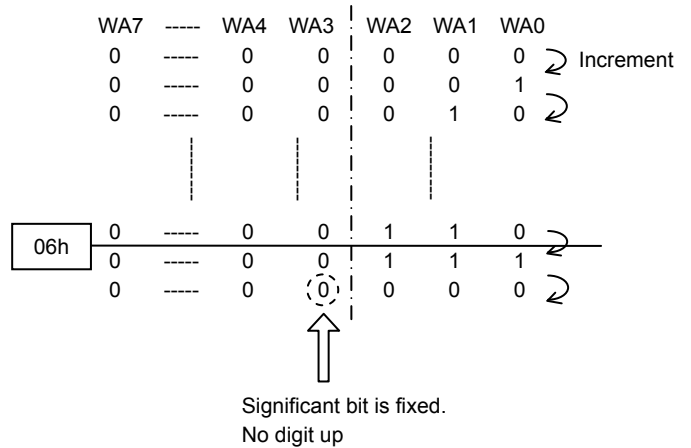 WA7 ----- WA4 WA3 WA2 WA1 WA0
0 ----- 0 0 0 0 0 Increment
0 ----- 0 0 0 0 1
0 ----- 0 0 0 1 0
0 ----- 0 0 1 1 0
06h
0 ----- 0 0 1 1 1
0 ----- 0 0 0 0 0
Significant bit is fixed.
No digit up